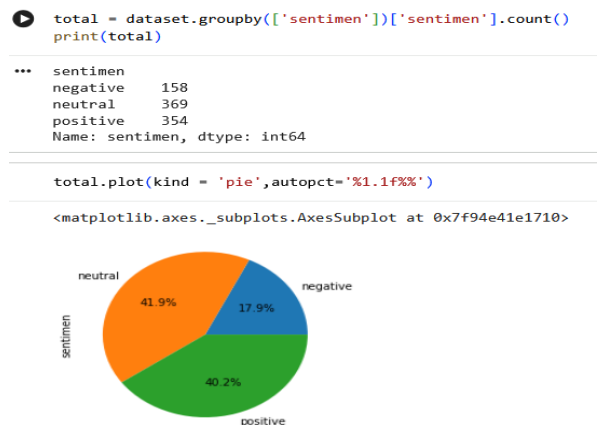 total = dataset.groupby(['sentimen'])['sentimen'].count()
print(total)
sentimen
negative 158
neutral 369
positive 354
Name: sentimen, dtype: int64
total.plot(kind = 'pie',autopct='%1.1f%%')
<matplotlib.axes._subplots.AxesSubplot at 0x7f94e41e1710>
neutral
negative
41.9%
17.9%
sentimen
40.2%
positive